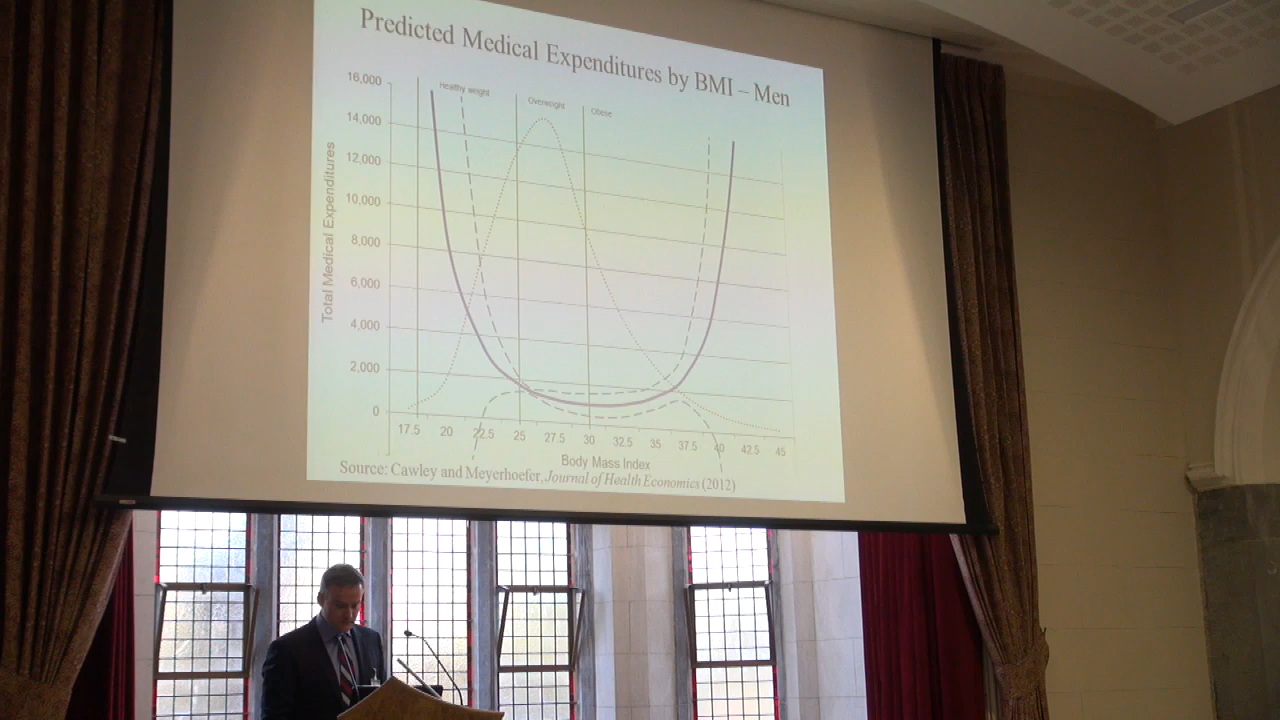 Predicted Medical Expenditures by BMI – Men
16,000
14,000
12,000
10,000
8,000
6,000
4,000
2,000
0
Total Medical Expenditures
Healthy weight
Overweight
Obese
17.5 20 22.5 25 27.5 30 32.5 35 37.5 40 42.5 45
Body Mass Index
Source: Cawley and Meyerhoefer, Journal of Health Economics (2012)